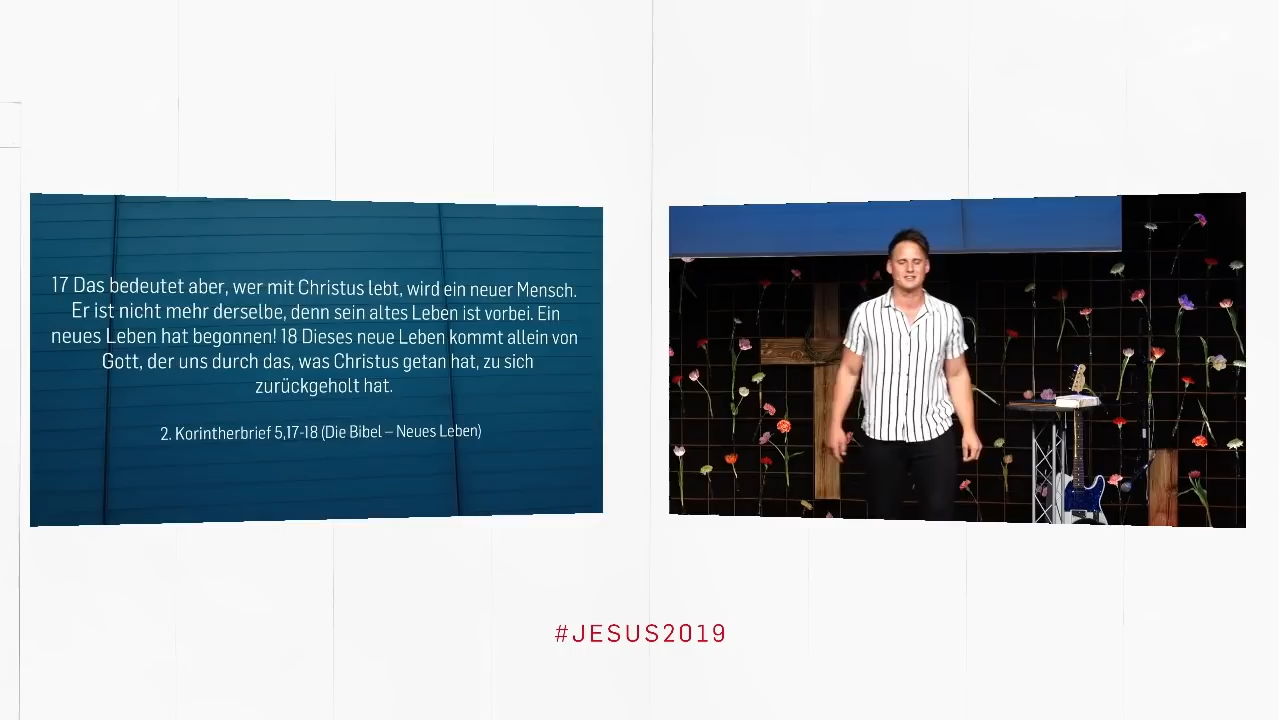 17 Das bedeutet aber, wer mit Christus lebt, wird ein neuer Mensch.
Er ist nicht mehr derselbe, denn sein altes Leben ist vorbei. Ein
neues Leben hat begonnen! 18 Dieses neue Leben kommt allein von
Gott, der uns durch das, was Christus getan hat, zu sich
zurückgeholt hat.
2. Korintherbrief 5,17-18 (Die Bibel – Neues Leben)
#JESUS2019